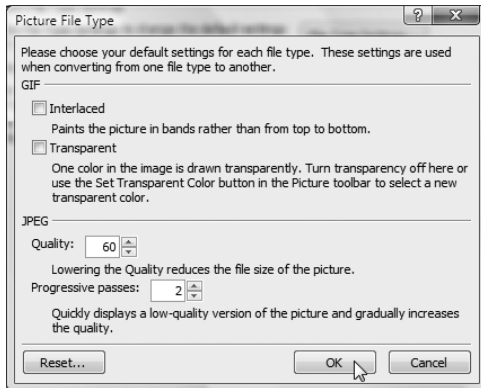 Picture File Type
Please choose your default settings for each file type. These settings are used
when converting from one file type to another.
GIF
Interlaced
Paints the picture in bands rather than from top to bottom.
Transparent
One color in the image is drawn transparently. Turn transparency off here or
use the Set Transparent Color button in the Picture toolbar to select a new
transparent color.
JPEG
Quality: 60
Lowering the Quality reduces the file size of the picture.
Progressive passes: 2
Quickly displays a low-quality version of the picture and gradually increases
the quality.
Reset... OK Cancel